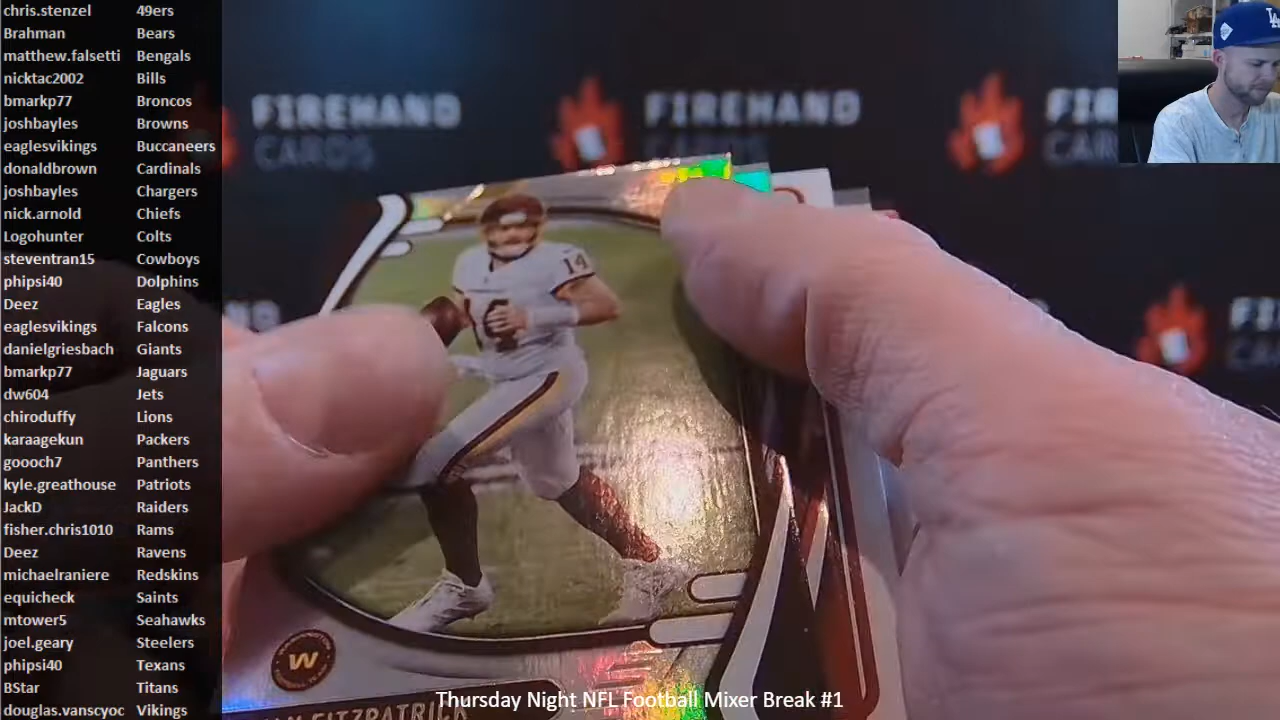 chris.stenzel 49ers
Brahman Bears
matthew.falsetti Bengals
nicktac2002 Bills
bmarkp77 Broncos
joshbayles Browns
eaglesvikings Buccaneers
donaldbrown Cardinals
joshbayles Chargers
nick.arnold Chiefs
Logohunter Colts
steventran15 Cowboys
phipsi40 Dolphins
Deez Eagles
eaglesvikings Falcons
danielgriesbach Giants
bmarkp77 Jaguars
dw604 Jets
chiroduffy Lions
karaagekun Packers
goooch7 Panthers
kyle.greathouse Patriots
JackD Raiders
fisher.chris1010 Rams
Deez Ravens
michaelraniere Redskins
equicheck Saints
mtower5 Seahawks
joel.geary Steelers
phipsi40 Texans
BStar Titans
douglas.vanscyoc Vikings
FIREHAND CARDS
FIREHAND CARDS
14
14
W
FITZPATRICK
Thursday Night NFL Football Mixer Break #1
LA